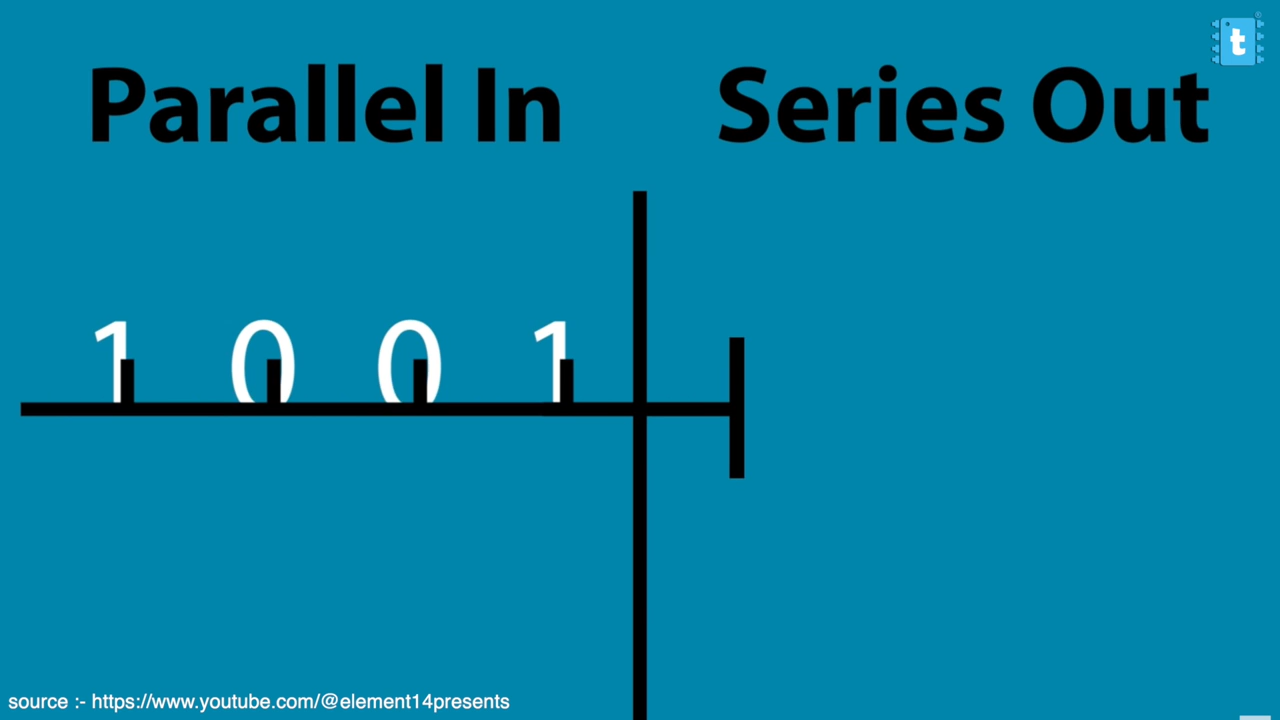 t
Parallel In Series Out
1 0 0 1
source :- https://www.youtube.com/@element14presents